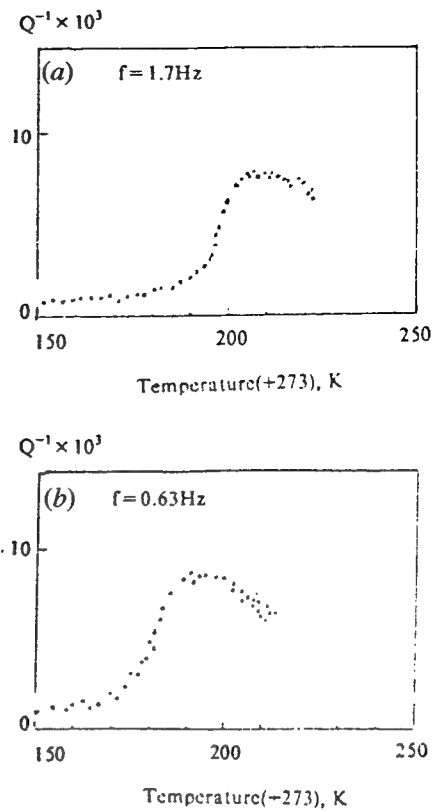 Q⁻¹ × 10³
(a) f = 1.7Hz
10
0
150 200 250
Temperature(+273), K
Q⁻¹ × 10³
(b) f = 0.63Hz
10
0
150 200 250
Temperature(+273), K